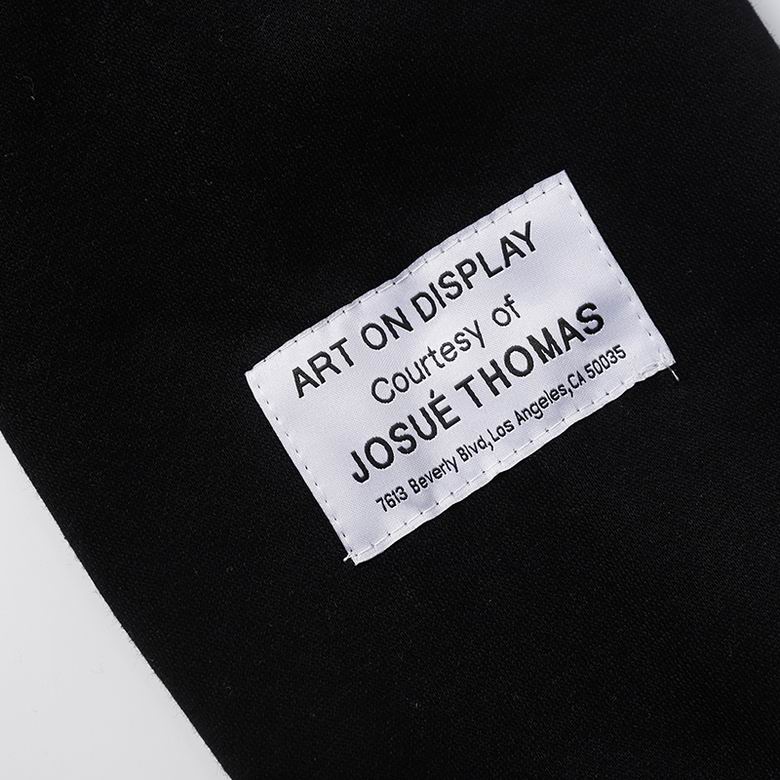 ART ON DISPLAY
Courtesy of
JOSUÉ THOMAS
7613 Beverly Blvd,Los Angeles,CA 50035